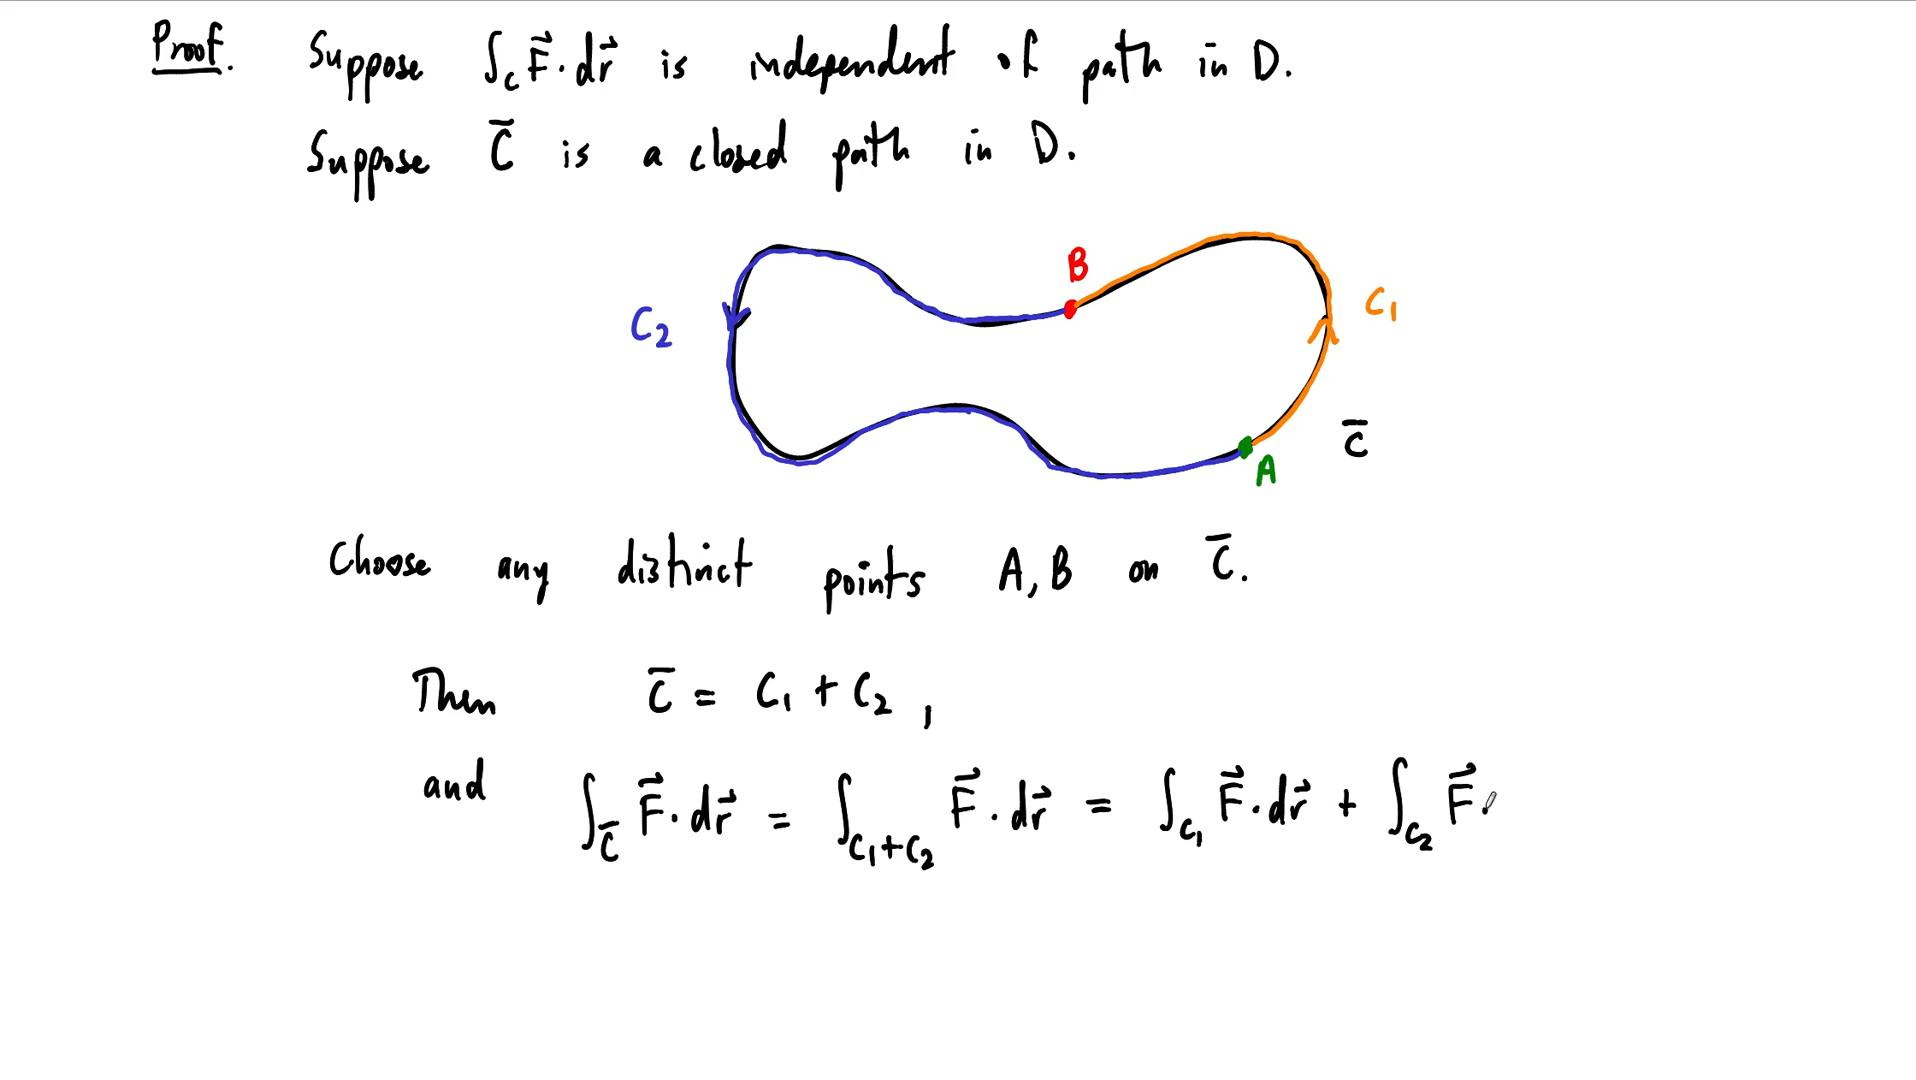 Proof. Suppose ∫_C F⃗ · dr⃗ is independent of path in D.
Suppose C̅ is a closed path in D.
B
C₂
C₁
C̅
A
Choose any distinct points A, B on C̅.
Then C̅ = C₁ + C₂ ,
and ∫_C̅ F⃗ · dr⃗ = ∫_{C₁+C₂} F⃗ · dr⃗ = ∫_{C₁} F⃗ · dr⃗ + ∫_{C₂} F⃗ ·